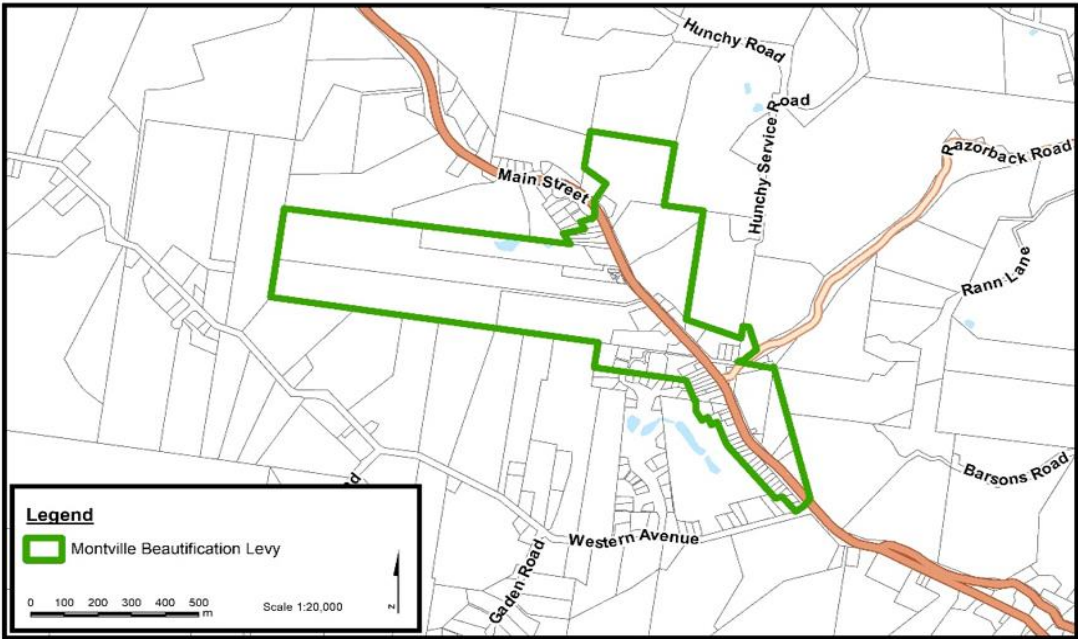 Hunchy Road
Hunchy Service Road
Razorback Road
Main Street
Rann Lane
Barsons Road
Western Avenue
Gaden Road
Legend
Montville Beautification Levy
0 100 200 300 400 500
m
Scale 1:20,000
z